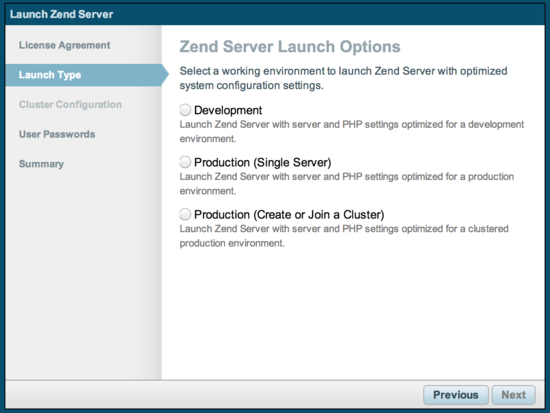 Launch Zend Server
License Agreement
Launch Type
Cluster Configuration
User Passwords
Summary
Zend Server Launch Options
Select a working environment to launch Zend Server with optimized
system configuration settings.
Development
Launch Zend Server with server and PHP settings optimized for a development
environment.
Production (Single Server)
Launch Zend Server with server and PHP settings optimized for a production
environment.
Production (Create or Join a Cluster)
Launch Zend Server with server and PHP settings optimized for a clustered
production environment.
Previous
Next